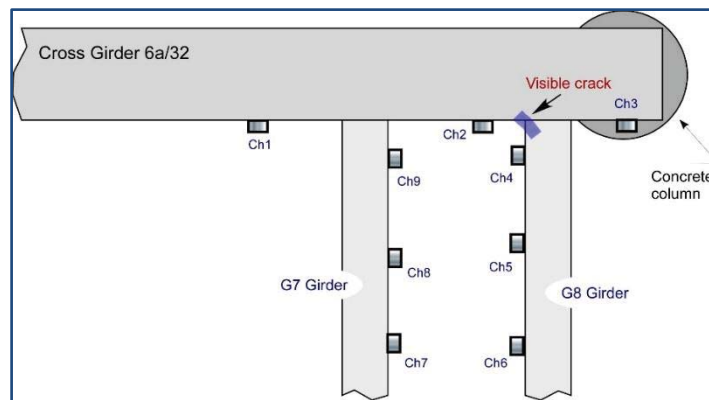 Cross Girder 6a/32
Visible crack
Ch3
Ch1
Ch2
Concrete
column
Ch9
Ch4
Ch8
Ch5
G7 Girder
G8 Girder
Ch7
Ch6